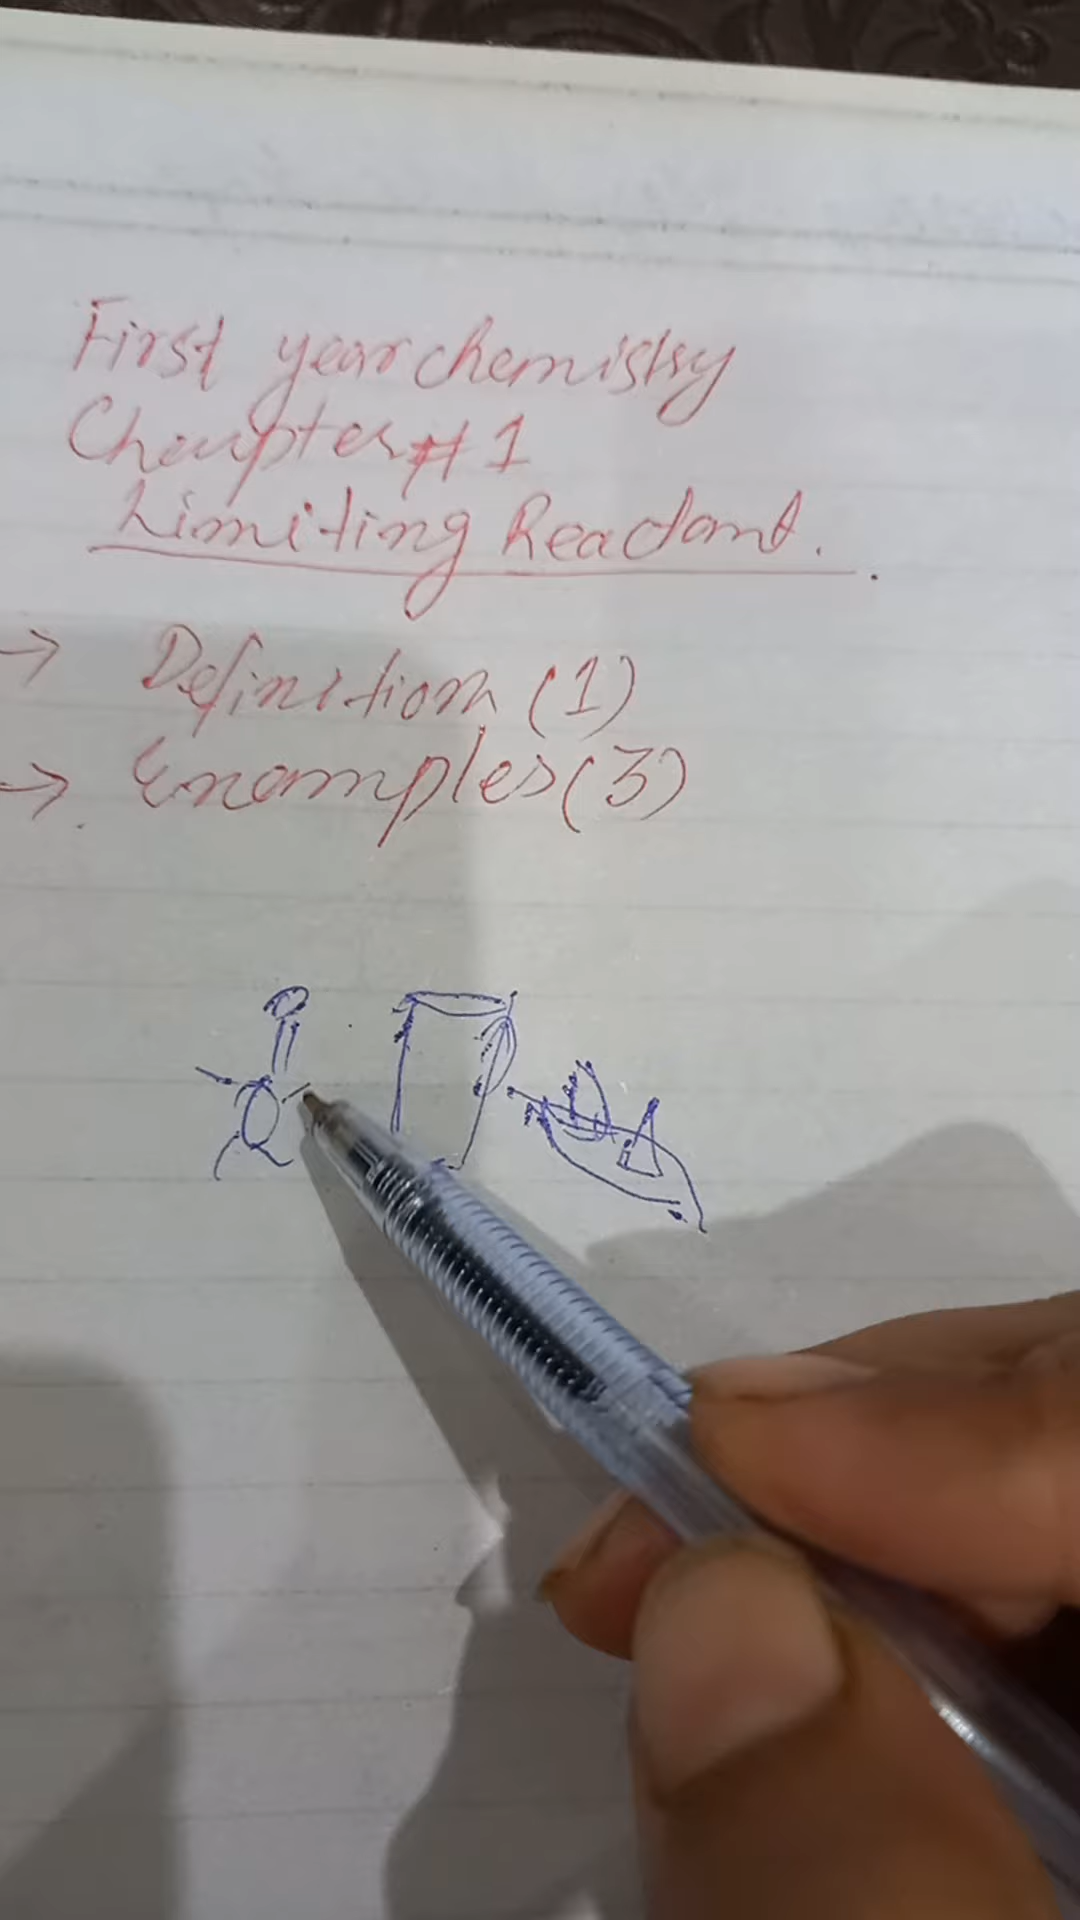 First year chemistry
Chapter # 1
Limiting Reactant.
→ Definition (1)
→ Examples (3)